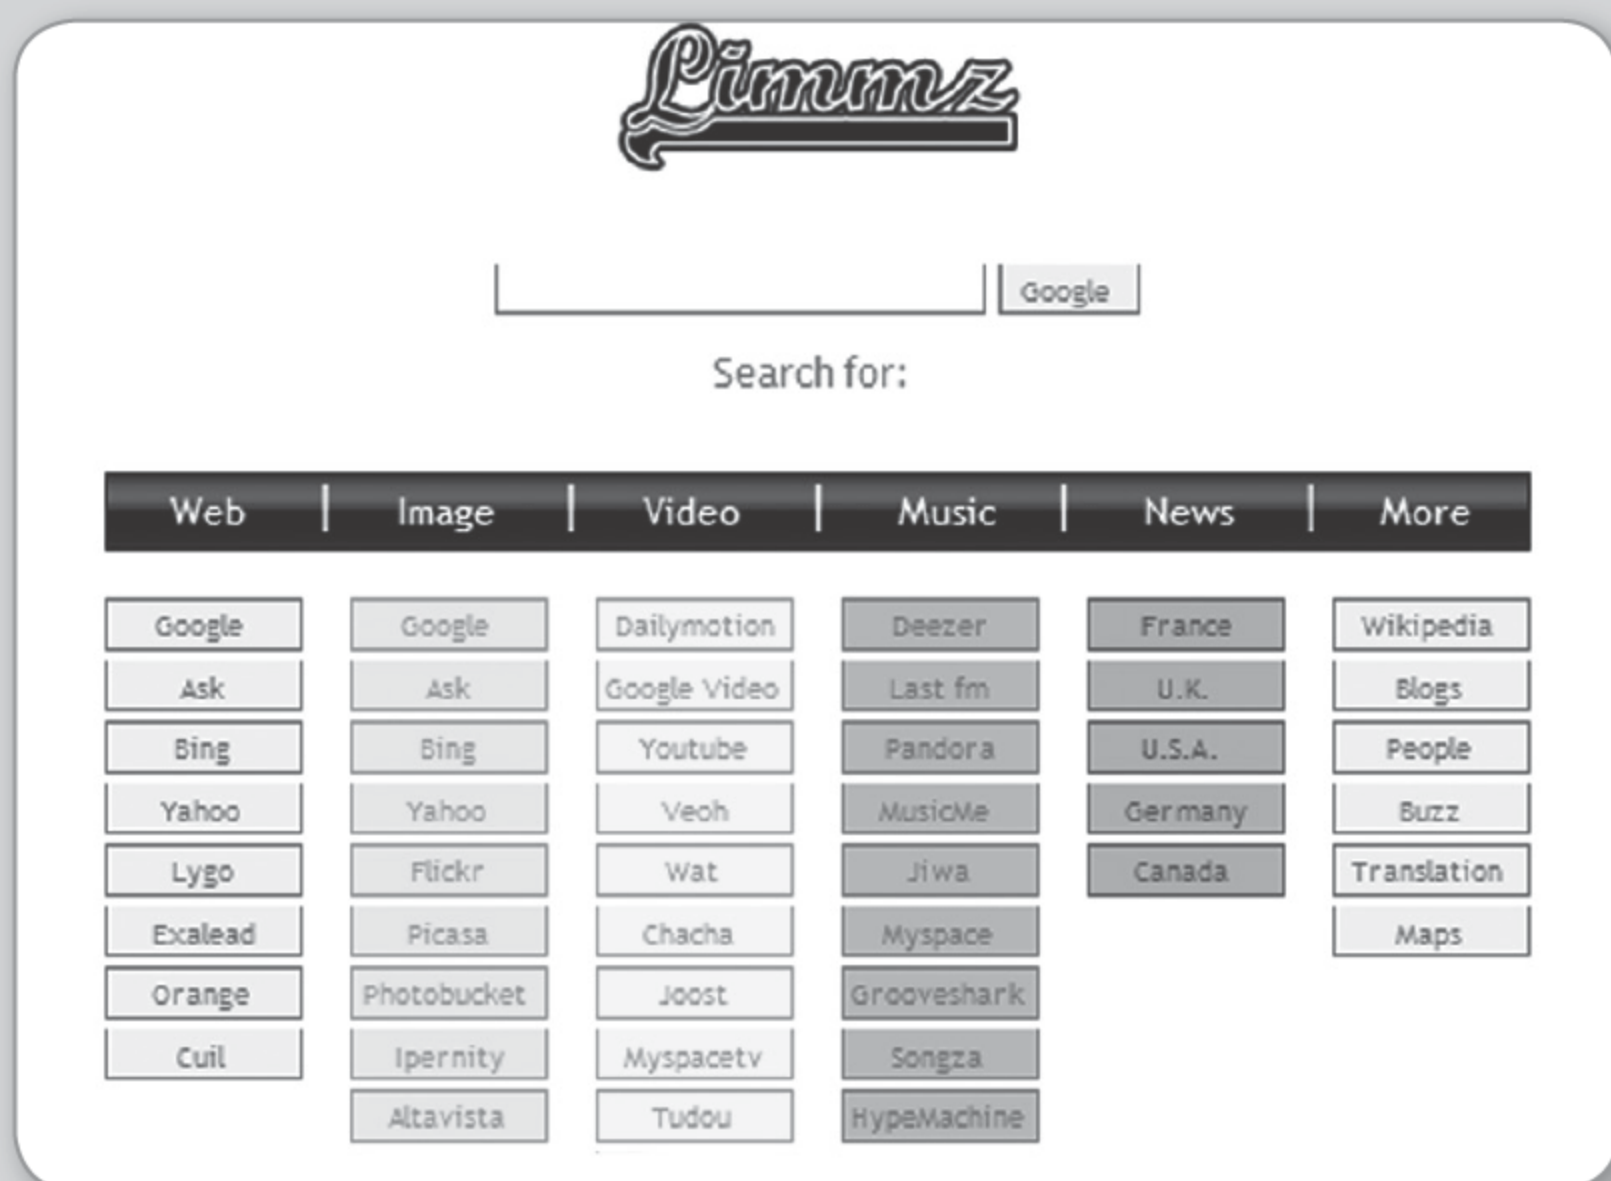 Limmz
Google
Search for:
Web | Image | Video | Music | News | More
Google Google Dailymotion Deezer France Wikipedia
Ask Ask Google Video Last fm U.K. Blogs
Bing Bing Youtube Pandora U.S.A. People
Yahoo Yahoo Veoh MusicMe Germany Buzz
Lygo Flickr Wat Jiwa Canada Translation
Exalead Picasa Chacha Myspace Maps
Orange Photobucket Joost Grooveshark
Cuil Ipernity Myspacetv Songza
Altavista Tudou HypeMachine